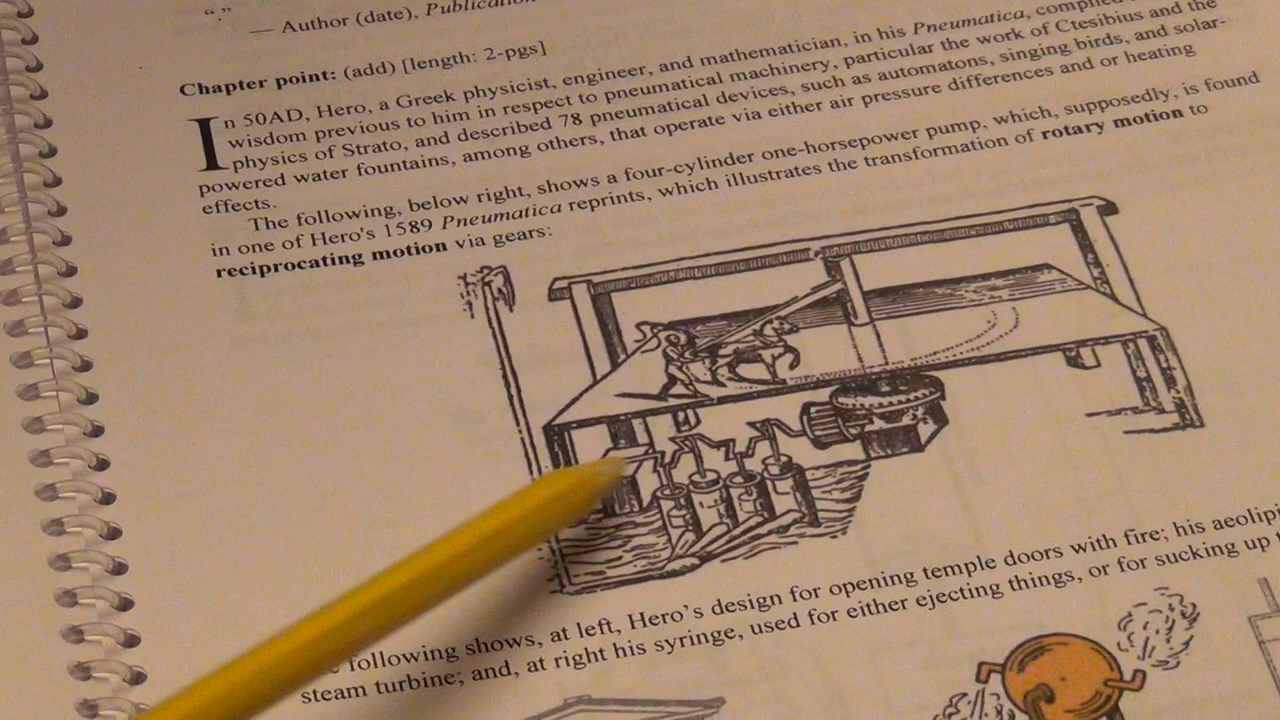 “.”
— Author (date), Publication
Chapter point: (add) [length: 2-pgs]
In 50AD, Hero, a Greek physicist, engineer, and mathematician, in his Pneumatica, compiled
wisdom previous to him in respect to pneumatical machinery, particular the work of Ctesibius and the
physics of Strato, and described 78 pneumatical devices, such as automatons, singing birds, and solar-
powered water fountains, among others, that operate via either air pressure differences and or heating
effects.
The following, below right, shows a four-cylinder one-horsepower pump, which, supposedly, is found
in one of Hero's 1589 Pneumatica reprints, which illustrates the transformation of rotary motion to
reciprocating motion via gears:
following shows, at left, Hero’s design for opening temple doors with fire; his aeolipi
steam turbine; and, at right his syringe, used for either ejecting things, or for sucking up